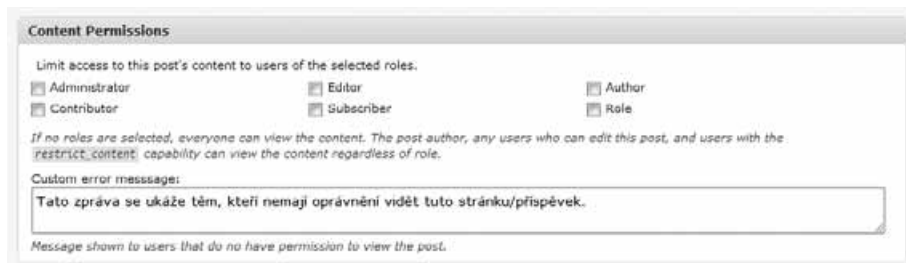 Content Permissions
Limit access to this post's content to users of the selected roles.
Administrator Editor Author
Contributor Subscriber Role
If no roles are selected, everyone can view the content. The post author, any users who can edit this post, and users with the
restrict_content capability can view the content regardless of role.
Custom error messsage:
Tato zpráva se ukáže těm, kteří nemají oprávnění vidět tuto stránku/příspěvek.
Message shown to users that do no have permission to view the post.